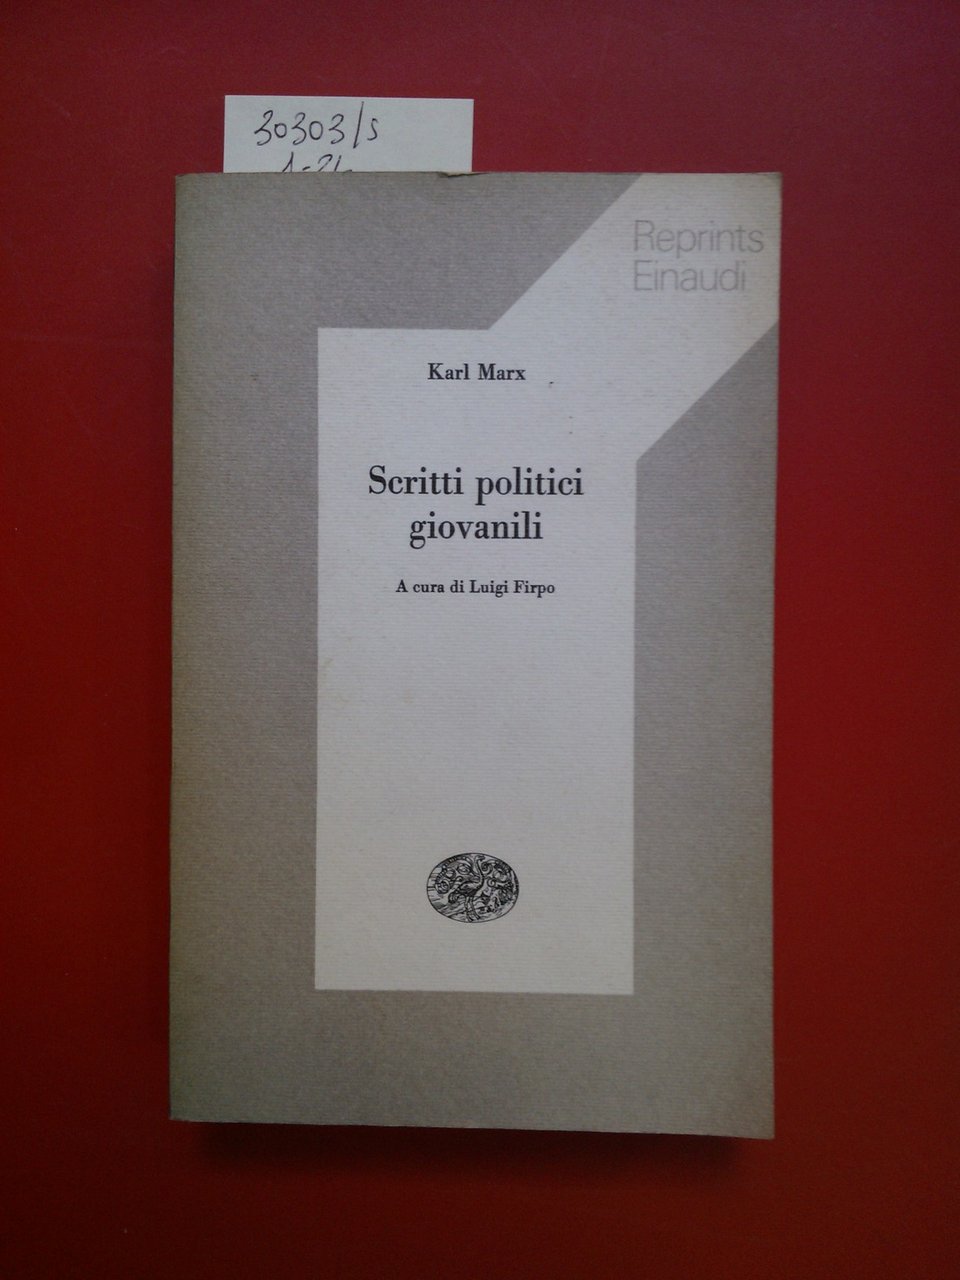 30303/s
Reprints
Einaudi
Karl Marx
Scritti politici
giovanili
A cura di Luigi Firpo